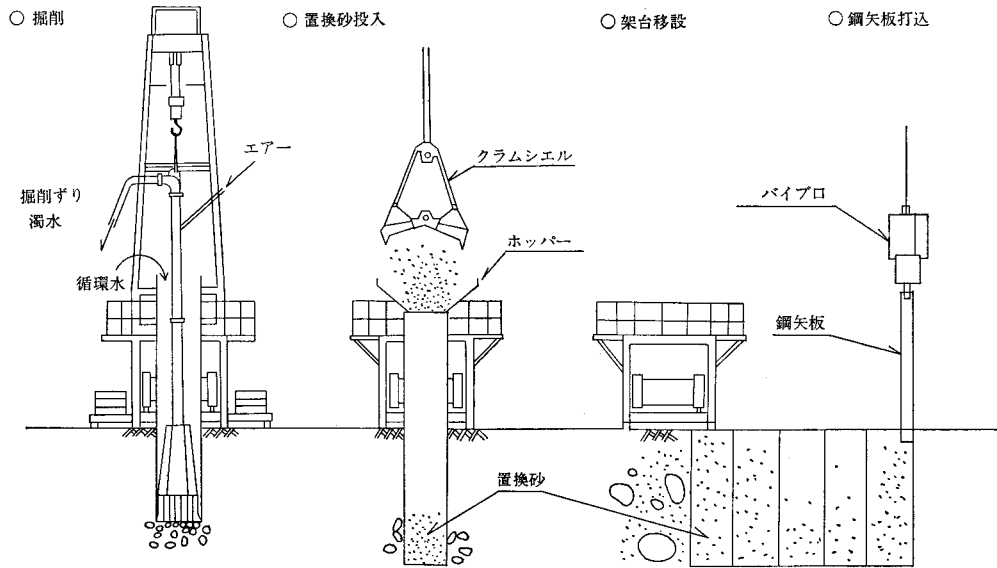 ○ 掘削
○ 置換砂投入
○ 架台移設
○ 鋼矢板打込
エアー
掘削ずり
濁水
循環水
クラムシエル
ホッパー
置換砂
バイブロ
鋼矢板